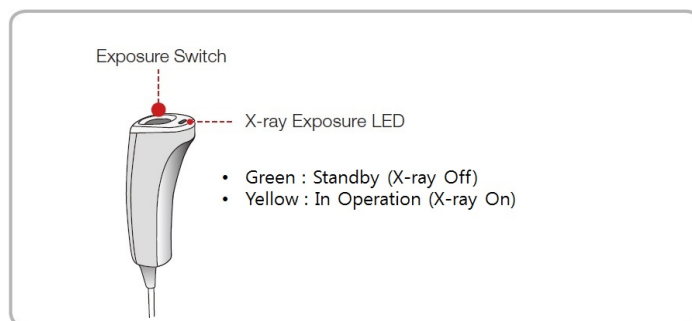 Exposure Switch
X-ray Exposure LED
• Green : Standby (X-ray Off)
• Yellow : In Operation (X-ray On)